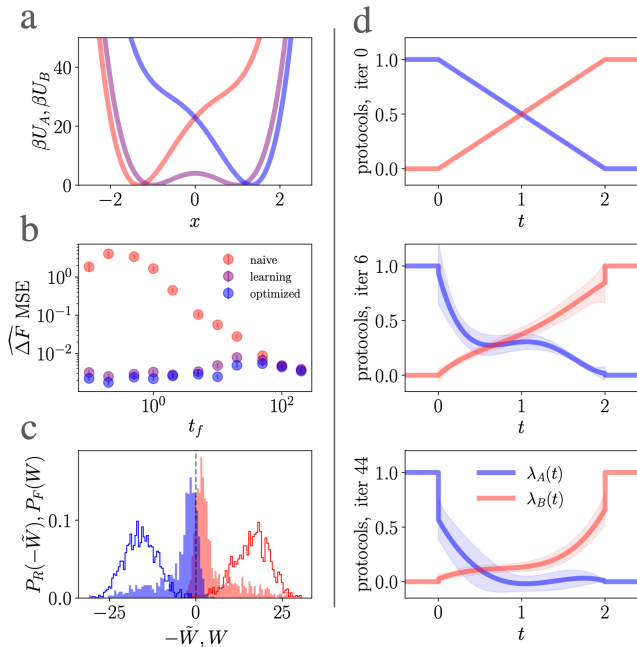 a
βU_A, βU_B
40
20
0
−2
0
2
x
b
ΔF̂ MSE
10^0
10^−1
10^−2
naive
learning
optimized
10^0
10^2
t_f
c
P_R(−W̃), P_F(W)
0.1
0.0
−25
0
25
−W̃, W
d
protocols, iter 0
1.0
0.5
0.0
0
1
2
t
protocols, iter 6
1.0
0.5
0.0
0
1
2
t
protocols, iter 44
1.0
0.5
0.0
λ_A(t)
λ_B(t)
0
1
2
t